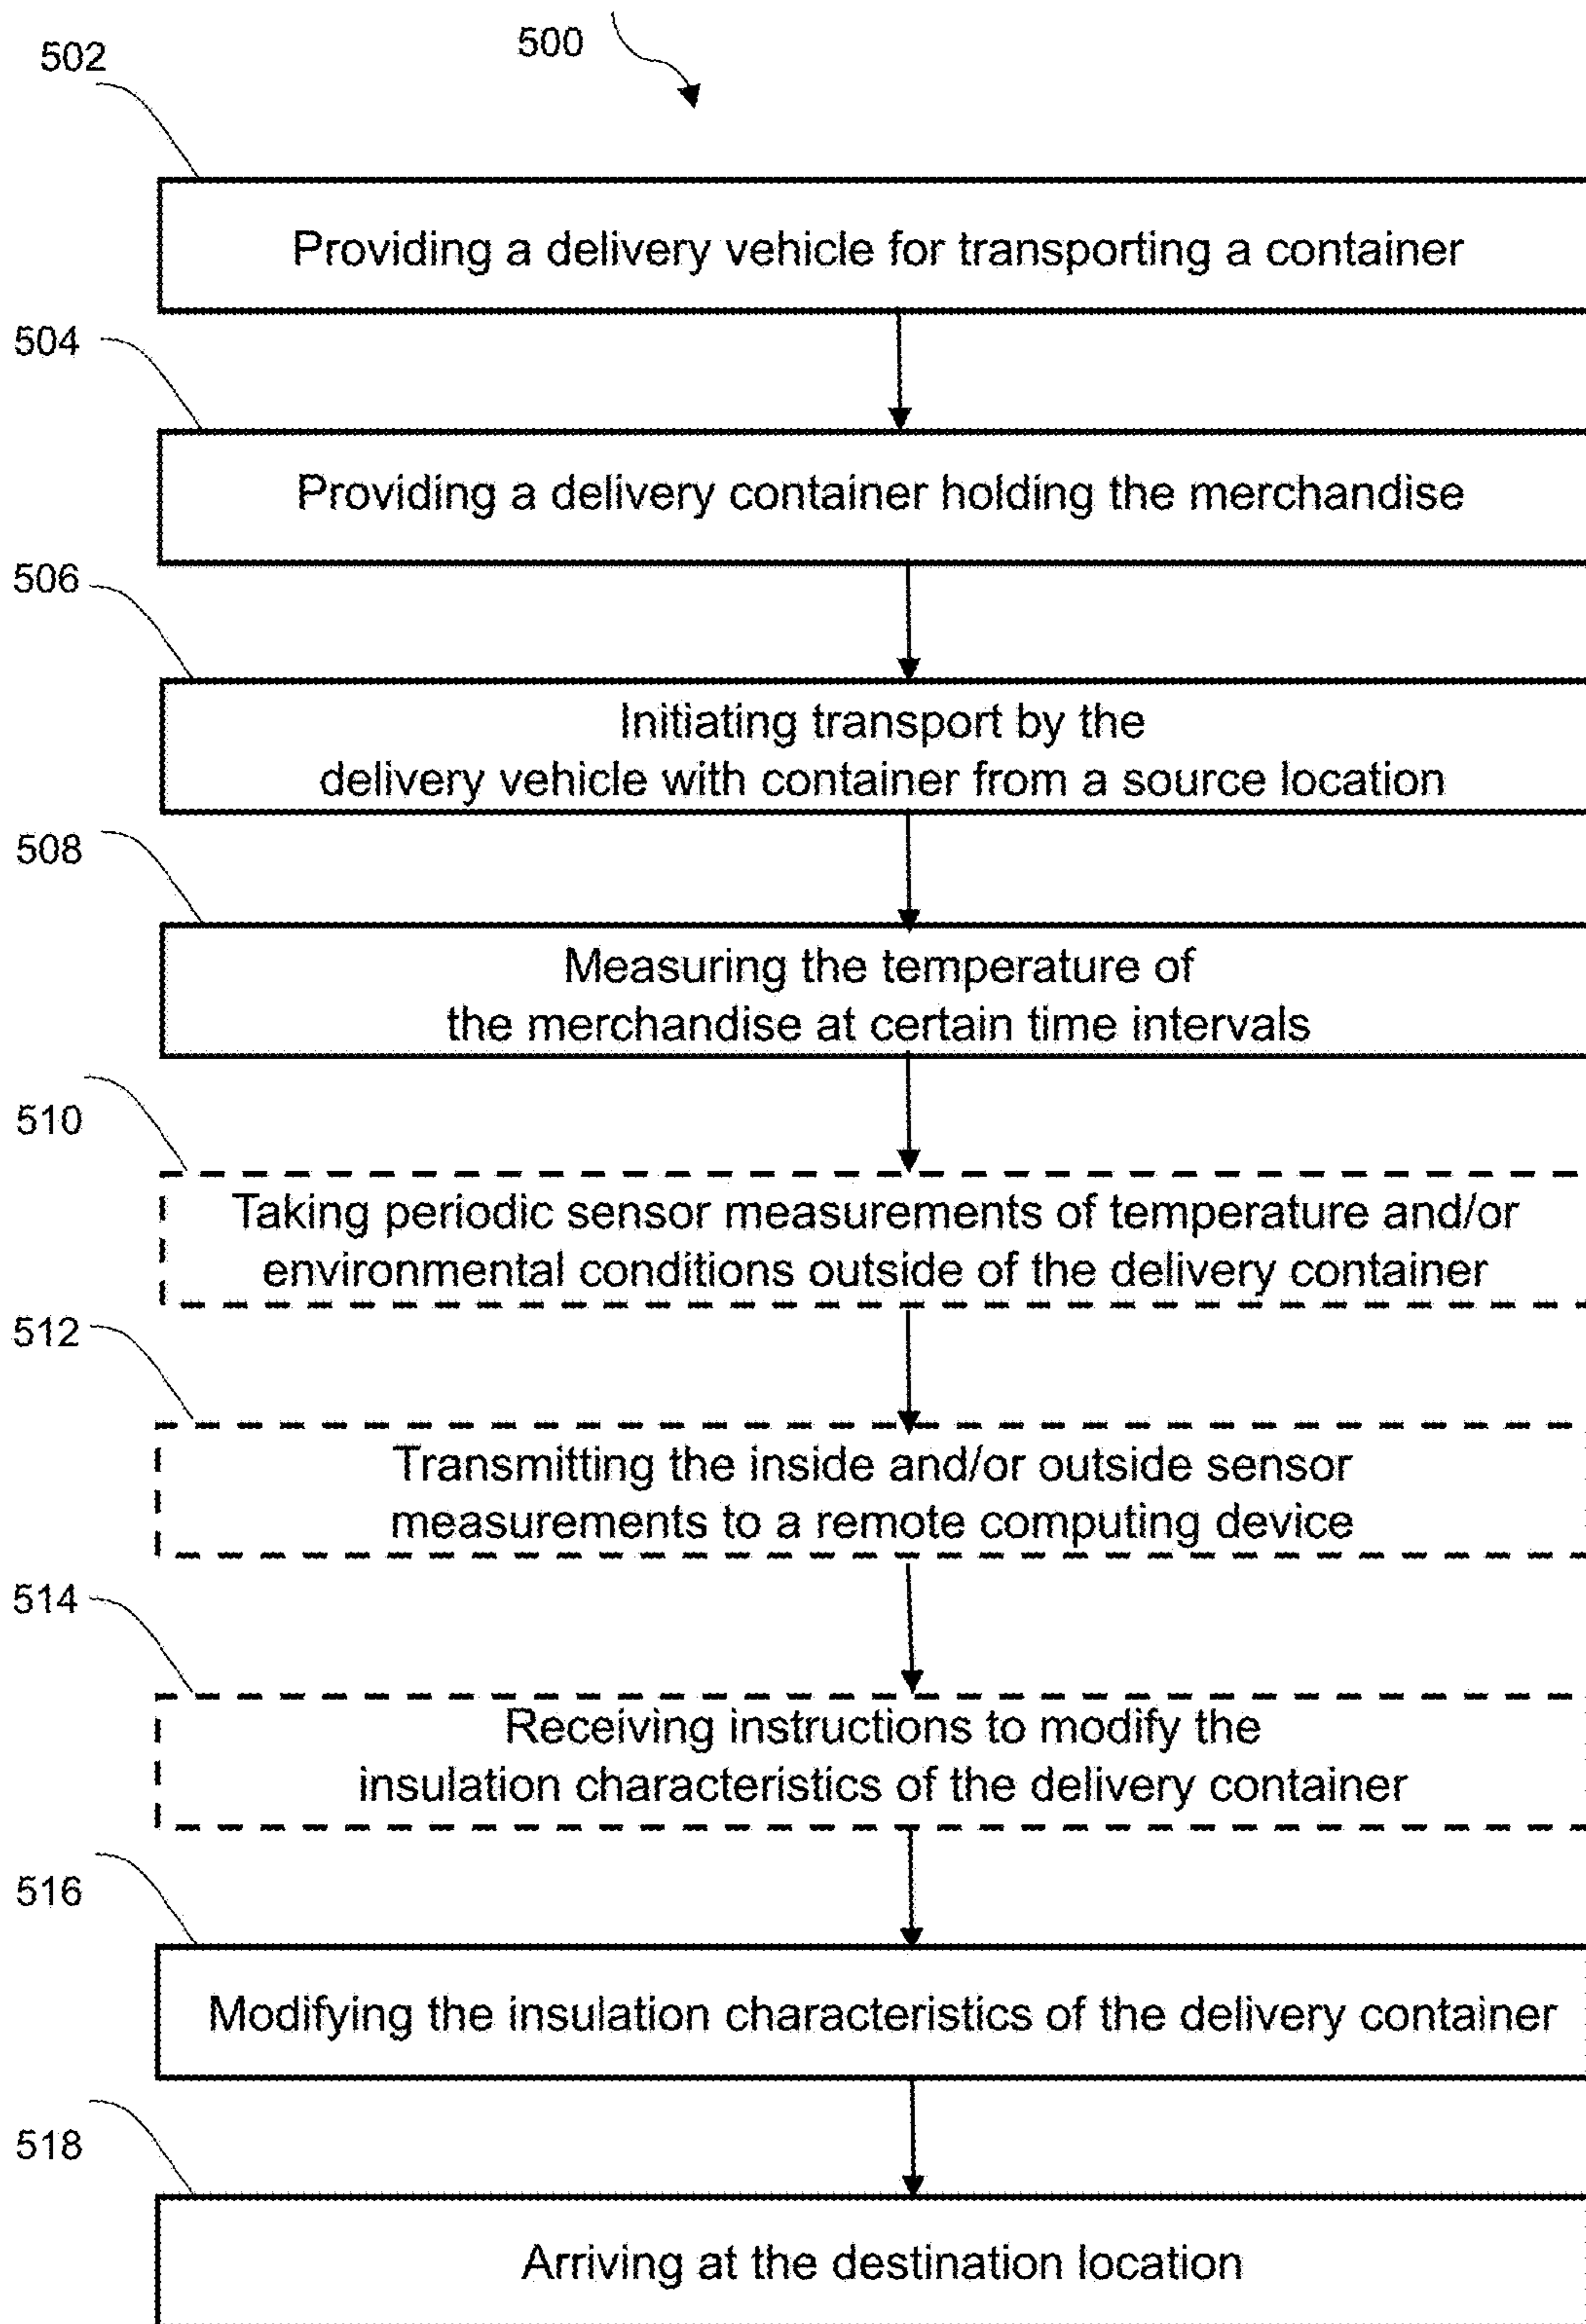 500
502
Providing a delivery vehicle for transporting a container
504
Providing a delivery container holding the merchandise
506
Initiating transport by the
delivery vehicle with container from a source location
508
Measuring the temperature of
the merchandise at certain time intervals
510
Taking periodic sensor measurements of temperature and/or
environmental conditions outside of the delivery container
512
Transmitting the inside and/or outside sensor
measurements to a remote computing device
514
Receiving instructions to modify the
insulation characteristics of the delivery container
516
Modifying the insulation characteristics of the delivery container
518
Arriving at the destination location